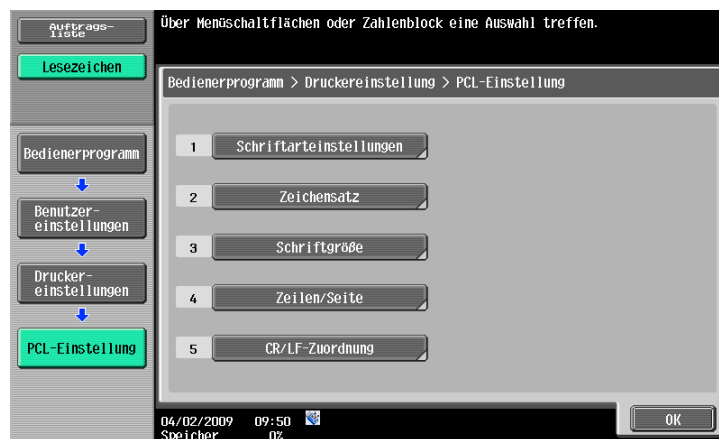 Auftrags-
liste
Über Menüschaltflächen oder Zahlenblock eine Auswahl treffen.
Lesezeichen
Bedienerprogramm > Druckereinstellung > PCL-Einstellung
Bedienerprogramm
Benutzer-
einstellungen
Drucker-
einstellungen
PCL-Einstellung
1 Schriftarteinstellungen
2 Zeichensatz
3 Schriftgröße
4 Zeilen/Seite
5 CR/LF-Zuordnung
04/02/2009 09:50
Speicher 0%
OK